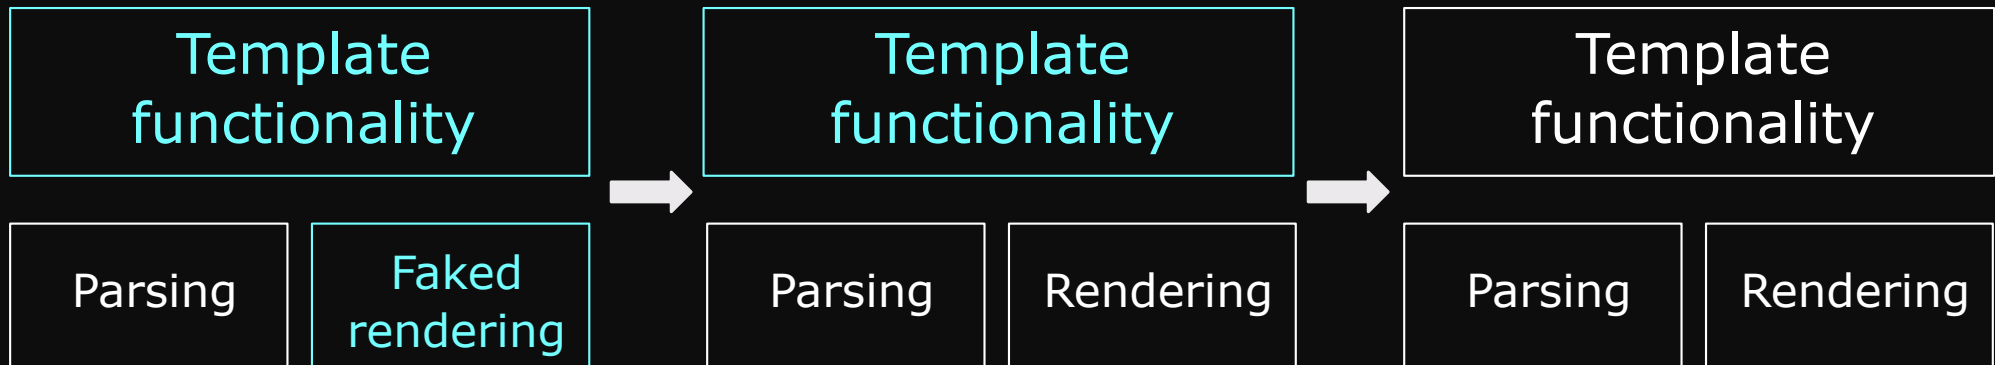 Template
functionality
Template
functionality
Template
functionality
Parsing
Faked
rendering
Parsing
Rendering
Parsing
Rendering